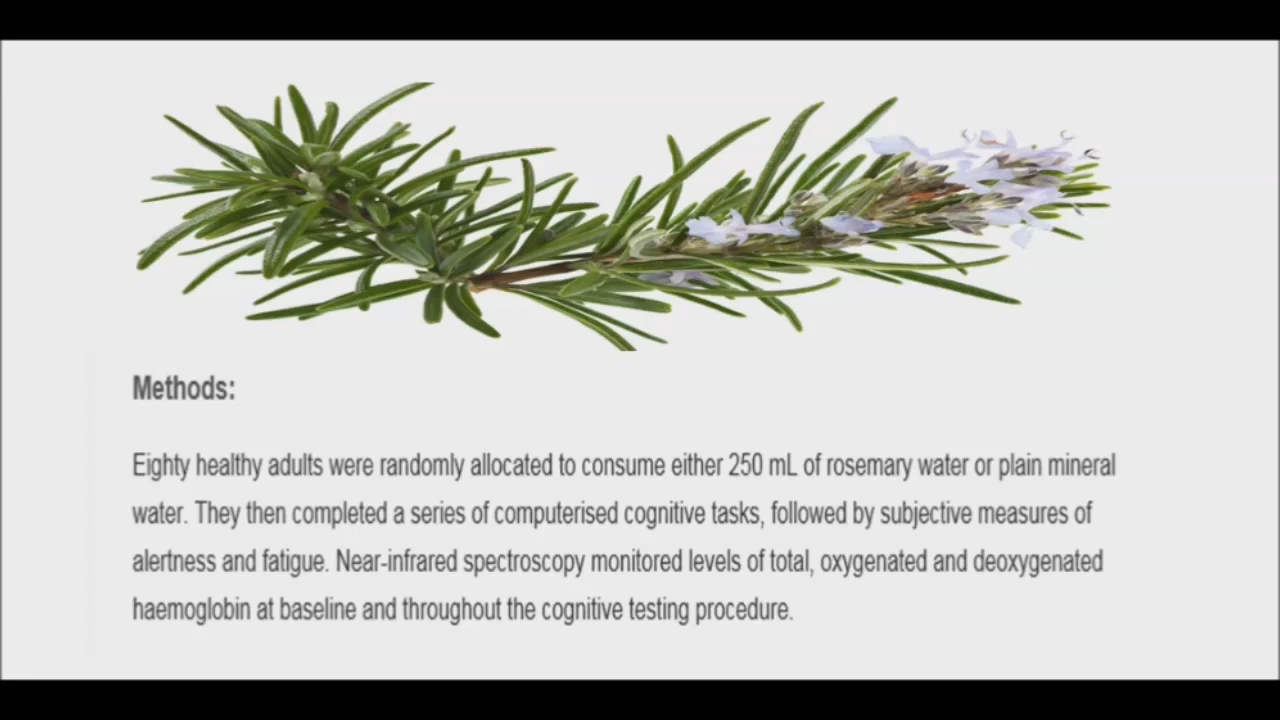 Methods:
Eighty healthy adults were randomly allocated to consume either 250 mL of rosemary water or plain mineral
water. They then completed a series of computerised cognitive tasks, followed by subjective measures of
alertness and fatigue. Near-infrared spectroscopy monitored levels of total, oxygenated and deoxygenated
haemoglobin at baseline and throughout the cognitive testing procedure.